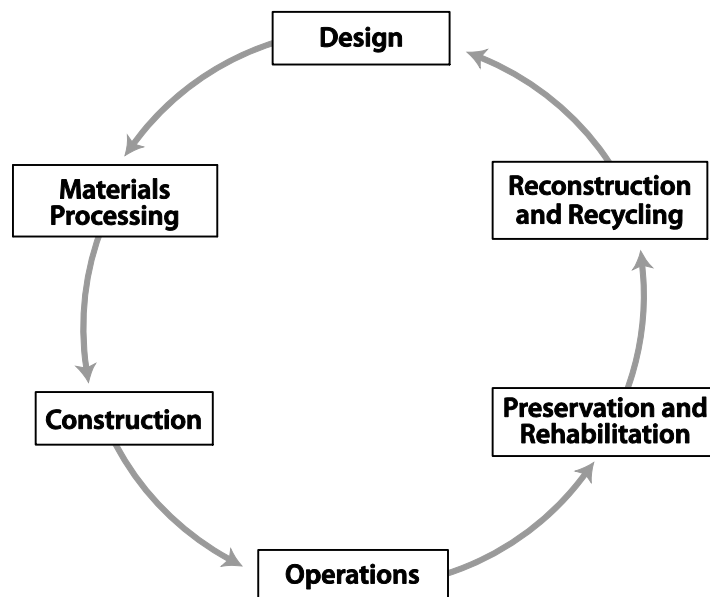 Design
Materials
Processing
Construction
Operations
Preservation and
Rehabilitation
Reconstruction
and Recycling